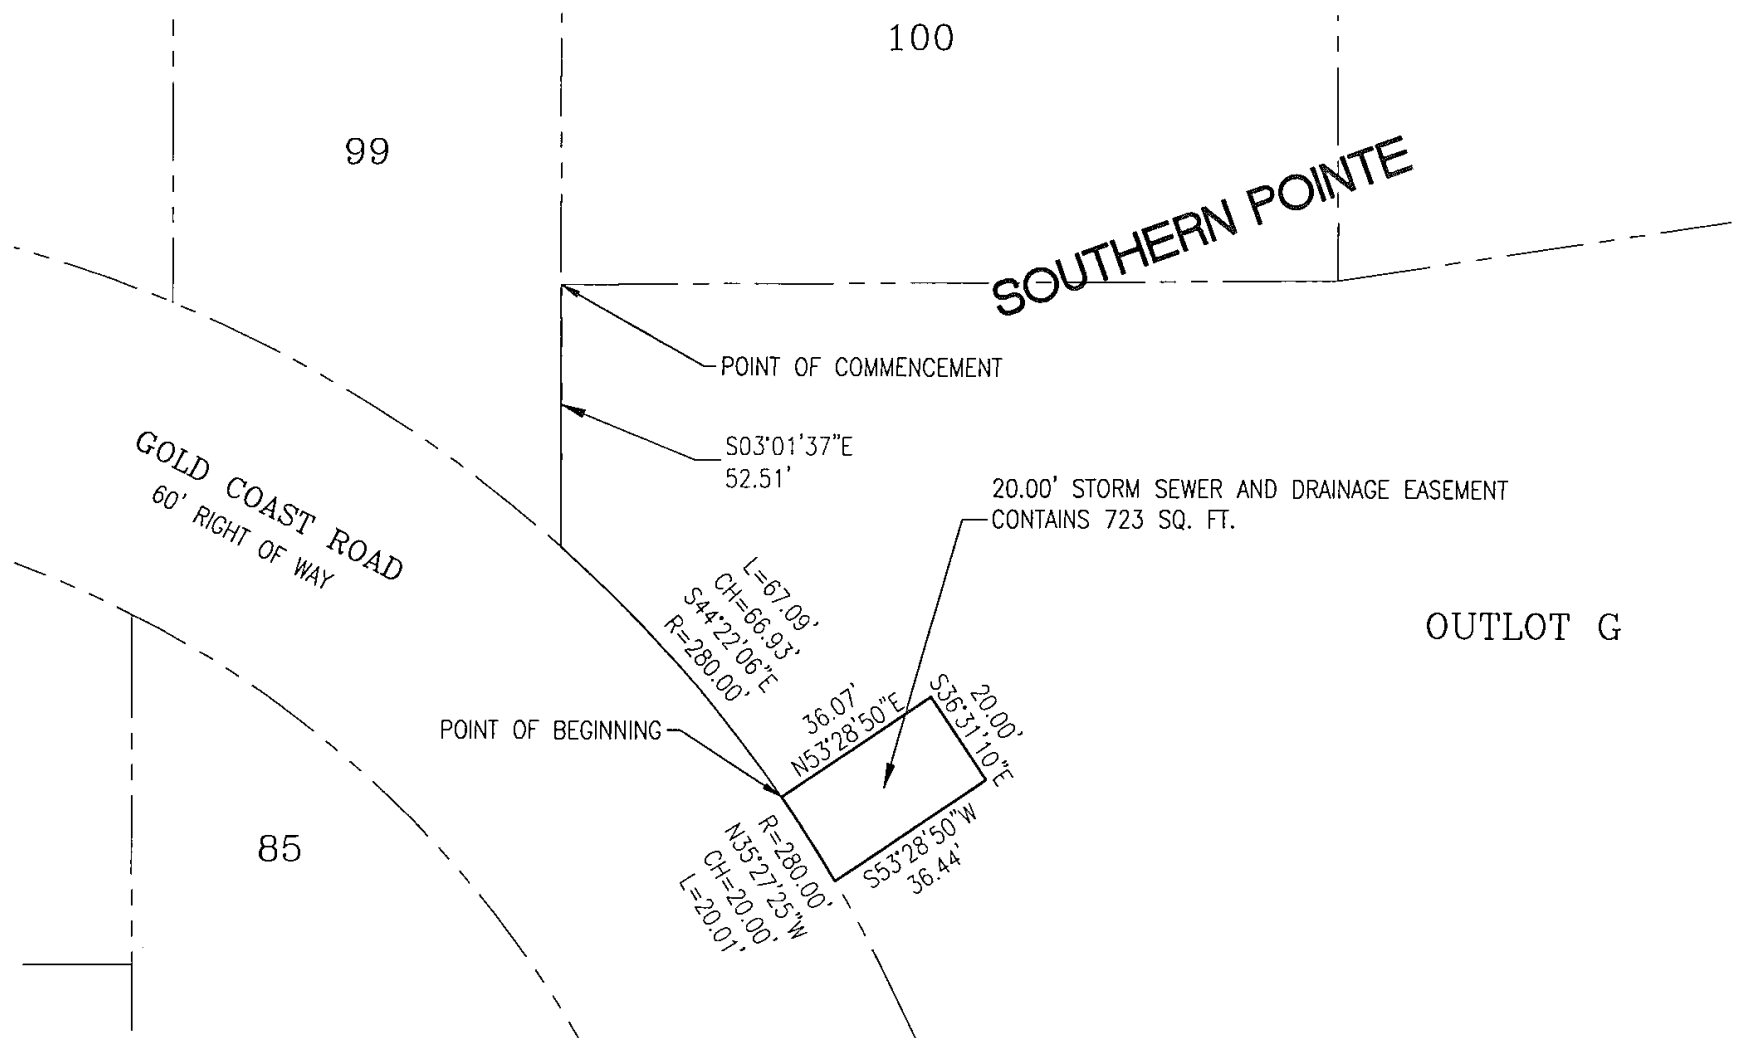 100
99
SOUTHERN POINTE
POINT OF COMMENCEMENT
S03°01'37"E
52.51'
GOLD COAST ROAD
60' RIGHT OF WAY
20.00' STORM SEWER AND DRAINAGE EASEMENT
CONTAINS 723 SQ. FT.
L=67.09'
CH=66.93'
S44°22'06"E
R=280.00'
OUTLOT G
POINT OF BEGINNING
36.07'
N53°28'50"E
20.00'
S36°31'10"E
R=280.00'
N35°27'25"W
CH=20.00'
L=20.01'
S53°28'50"W
36.44'
85